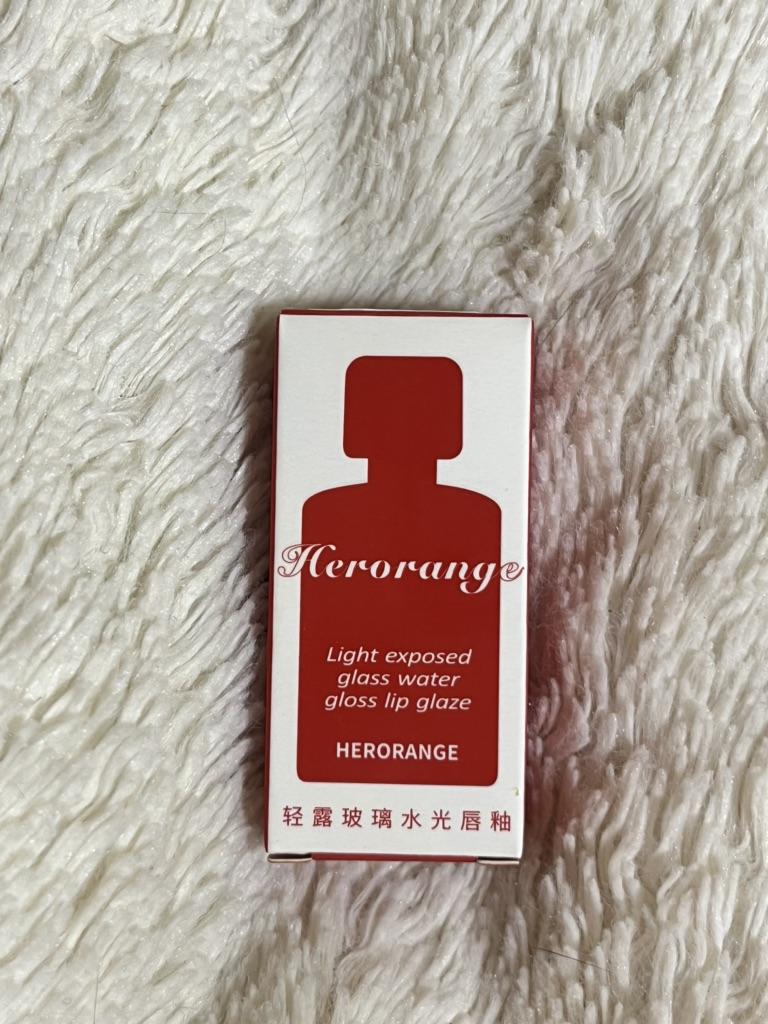 Herorange
Light exposed
glass water
gloss lip glaze
HERORANGE
轻露玻璃水光唇釉